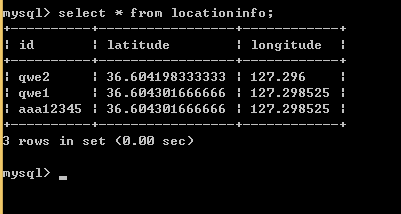 mysql> select * from locationinfo;
+----------+-----------------+------------+
| id       | latitude        | longitude  |
+----------+-----------------+------------+
| qwe2     | 36.604198333333 | 127.296    |
| qwe1     | 36.604301666666 | 127.298525 |
| aaa12345 | 36.604301666666 | 127.298525 |
+----------+-----------------+------------+
3 rows in set (0.00 sec)
mysql> _